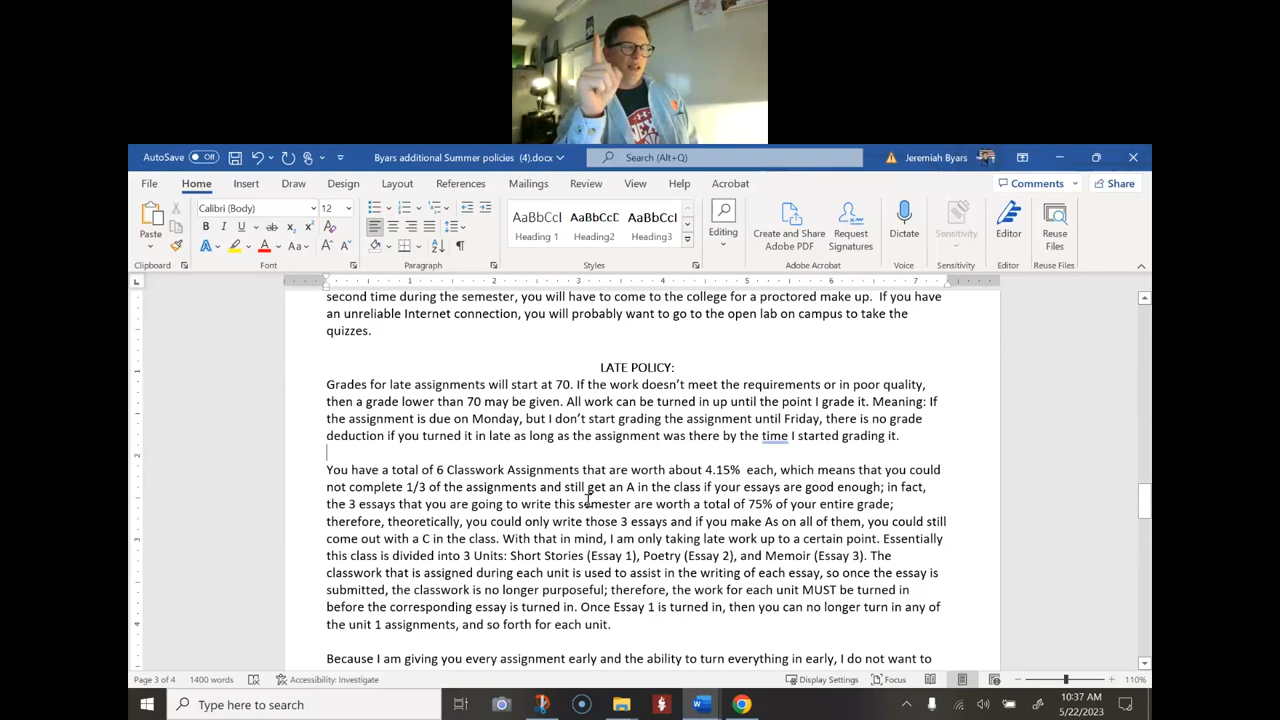 AutoSave Off Byars additional Summer policies (4).docx Search (Alt+Q) Jeremiah Byars
File Home Insert Draw Design Layout References Mailings Review View Help Acrobat Comments Share
Calibri (Body) 12
Paste
B I U ab x₂ x² A
A A Aa A A
AaBbCcI AaBbCc AaBbCcI
Heading 1 Heading2 Heading3
Editing
Create and Share Adobe PDF
Request Signatures
Dictate
Sensitivity
Editor
Reuse Files
Clipboard Font Paragraph Styles Adobe Acrobat Voice Sensitivity Editor Reuse Files
1 2 3 4 5 6 7
second time during the semester, you will have to come to the college for a proctored make up. If you have
an unreliable Internet connection, you will probably want to go to the open lab on campus to take the
quizzes.
LATE POLICY:
Grades for late assignments will start at 70. If the work doesn't meet the requirements or in poor quality,
then a grade lower than 70 may be given. All work can be turned in up until the point I grade it. Meaning: If
the assignment is due on Monday, but I don't start grading the assignment until Friday, there is no grade
deduction if you turned it in late as long as the assignment was there by the time I started grading it.
You have a total of 6 Classwork Assignments that are worth about 4.15% each, which means that you could
not complete 1/3 of the assignments and still get an A in the class if your essays are good enough; in fact,
the 3 essays that you are going to write this semester are worth a total of 75% of your entire grade;
therefore, theoretically, you could only write those 3 essays and if you make As on all of them, you could still
come out with a C in the class. With that in mind, I am only taking late work up to a certain point. Essentially
this class is divided into 3 Units: Short Stories (Essay 1), Poetry (Essay 2), and Memoir (Essay 3). The
classwork that is assigned during each unit is used to assist in the writing of each essay, so once the essay is
submitted, the classwork is no longer purposeful; therefore, the work for each unit MUST be turned in
before the corresponding essay is turned in. Once Essay 1 is turned in, then you can no longer turn in any of
the unit 1 assignments, and so forth for each unit.
Because I am giving you every assignment early and the ability to turn everything in early, I do not want to
Page 3 of 4 1400 words Accessibility: Investigate Display Settings Focus 110%
Type here to search
10:37 AM
5/22/2023